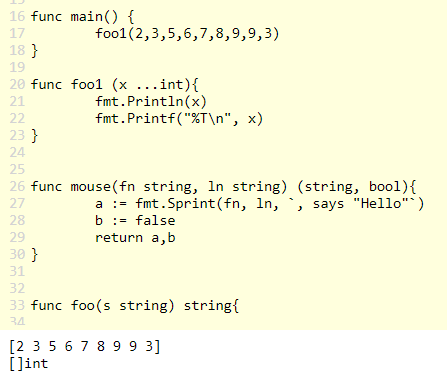 16 func main() {
17         foo1(2,3,5,6,7,8,9,9,3)
18 }
19
20 func foo1 (x ...int){
21         fmt.Println(x)
22         fmt.Printf("%T\n", x)
23 }
24
25
26 func mouse(fn string, ln string) (string, bool){
27         a := fmt.Sprint(fn, ln, `, says "Hello"`)
28         b := false
29         return a,b
30 }
31
32
33 func foo(s string) string{
34
[2 3 5 6 7 8 9 9 3]
[]int